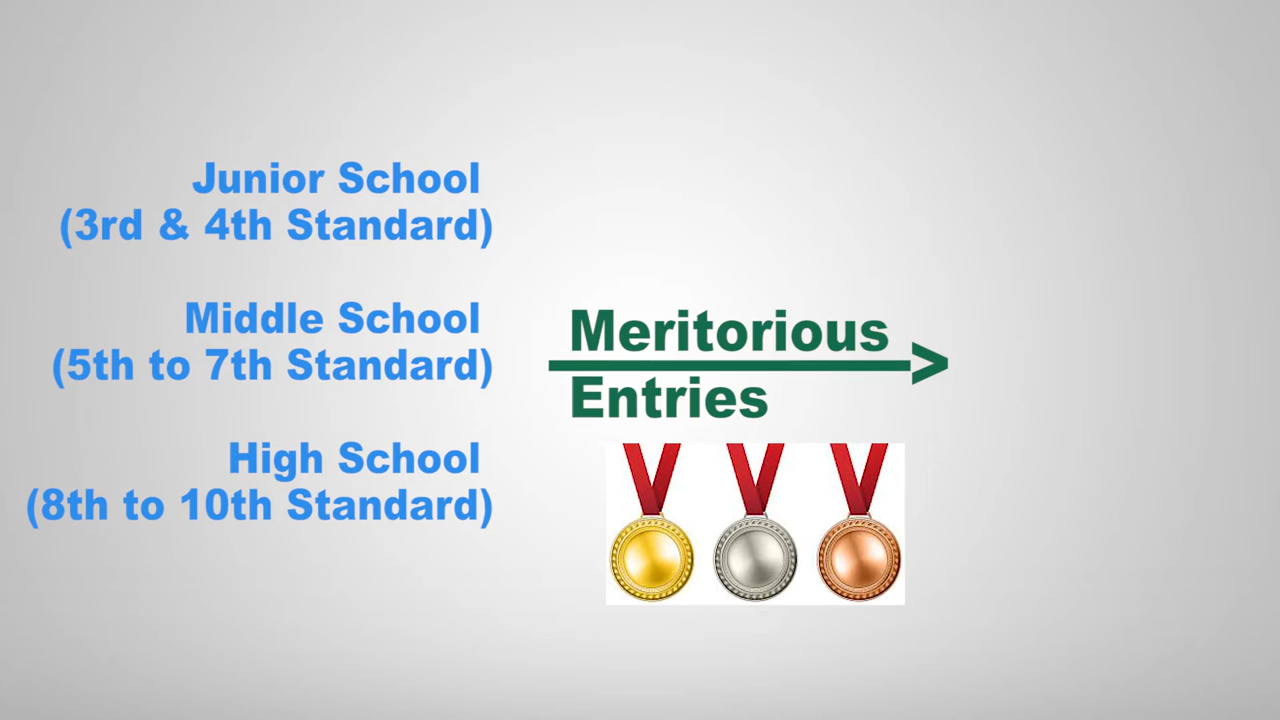 Junior School
(3rd & 4th Standard)
Middle School
(5th to 7th Standard)
High School
(8th to 10th Standard)
Meritorious
Entries